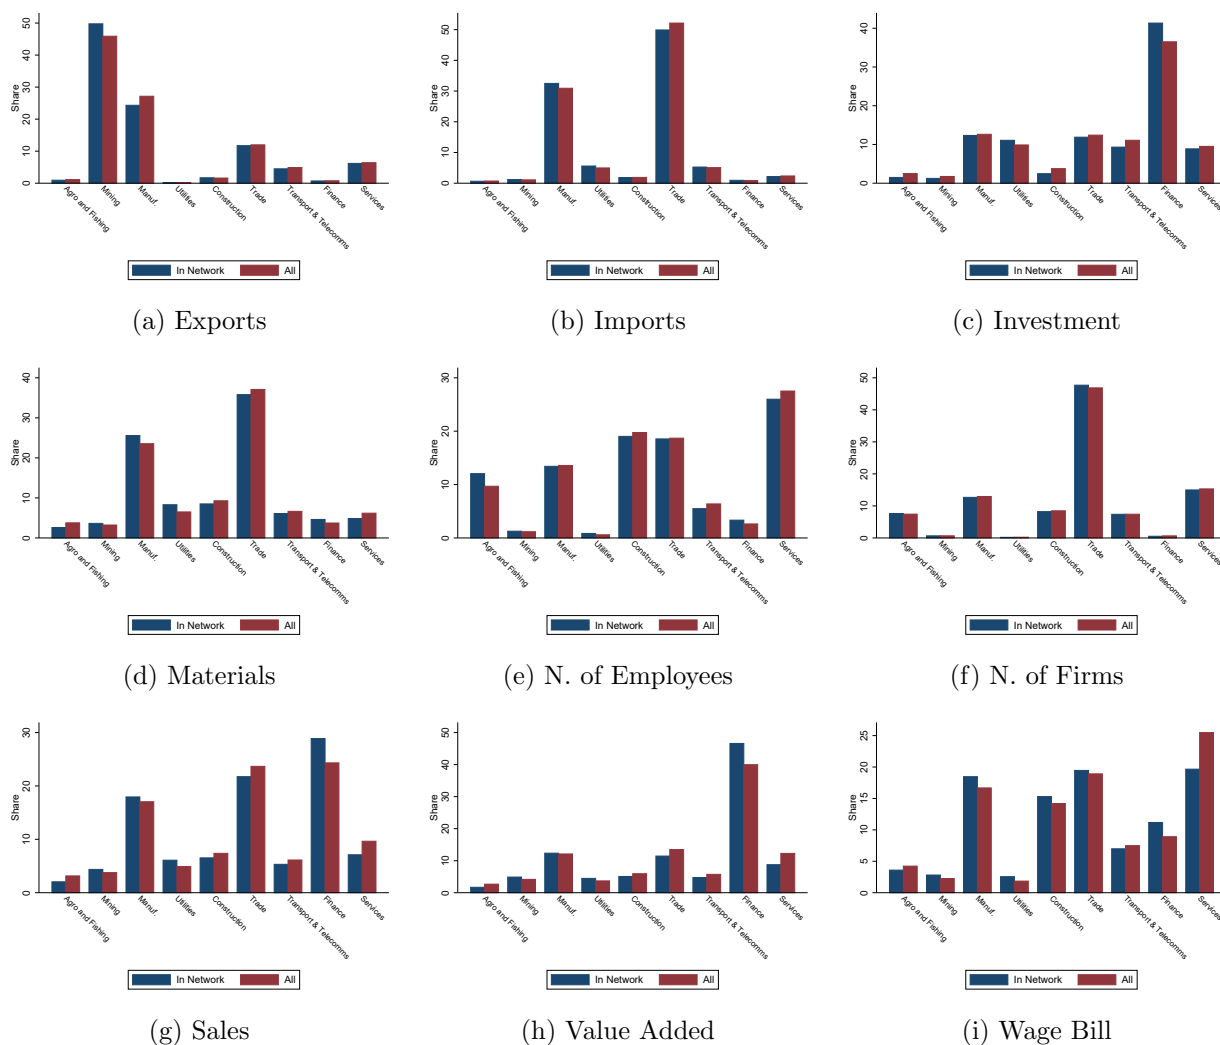 Share
50
40
30
20
10
0
Agro and Fishing
Mining
Manuf.
Utilities
Construction
Trade
Transport & Telecomms
Finance
Services
In Network
All
(a) Exports
Share
50
40
30
20
10
0
Agro and Fishing
Mining
Manuf.
Utilities
Construction
Trade
Transport & Telecomms
Finance
Services
In Network
All
(b) Imports
Share
40
30
20
10
0
Agro and Fishing
Mining
Manuf.
Utilities
Construction
Trade
Transport & Telecomms
Finance
Services
In Network
All
(c) Investment
Share
40
30
20
10
0
Agro and Fishing
Mining
Manuf.
Utilities
Construction
Trade
Transport & Telecomms
Finance
Services
In Network
All
(d) Materials
Share
30
20
10
0
Agro and Fishing
Mining
Manuf.
Utilities
Construction
Trade
Transport & Telecomms
Finance
Services
In Network
All
(e) N. of Employees
Share
50
40
30
20
10
0
Agro and Fishing
Mining
Manuf.
Utilities
Construction
Trade
Transport & Telecomms
Finance
Services
In Network
All
(f) N. of Firms
Share
30
20
10
0
Agro and Fishing
Mining
Manuf.
Utilities
Construction
Trade
Transport & Telecomms
Finance
Services
In Network
All
(g) Sales
Share
50
40
30
20
10
0
Agro and Fishing
Mining
Manuf.
Utilities
Construction
Trade
Transport & Telecomms
Finance
Services
In Network
All
(h) Value Added
Share
25
20
15
10
5
0
Agro and Fishing
Mining
Manuf.
Utilities
Construction
Trade
Transport & Telecomms
Finance
Services
In Network
All
(i) Wage Bill